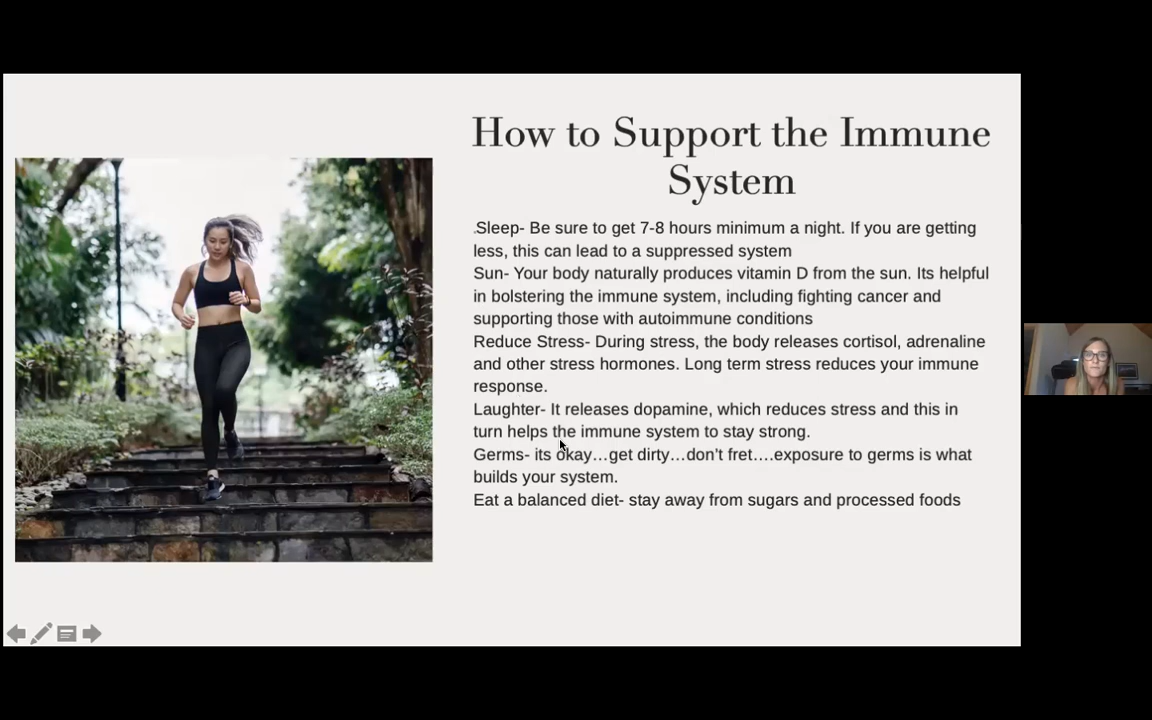 How to Support the Immune
System
Sleep- Be sure to get 7-8 hours minimum a night. If you are getting
less, this can lead to a suppressed system
Sun- Your body naturally produces vitamin D from the sun. Its helpful
in bolstering the immune system, including fighting cancer and
supporting those with autoimmune conditions
Reduce Stress- During stress, the body releases cortisol, adrenaline
and other stress hormones. Long term stress reduces your immune
response.
Laughter- It releases dopamine, which reduces stress and this in
turn helps the immune system to stay strong.
Germs- its okay…get dirty…don't fret….exposure to germs is what
builds your system.
Eat a balanced diet- stay away from sugars and processed foods